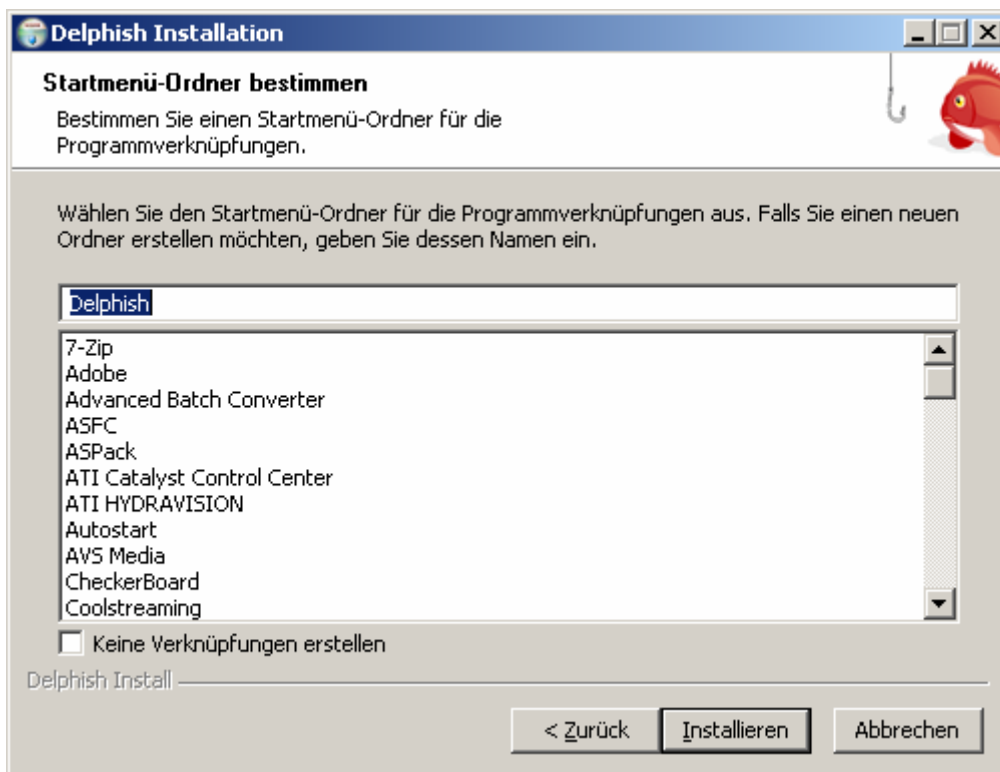 Delphish Installation
Startmenü-Ordner bestimmen
Bestimmen Sie einen Startmenü-Ordner für die
Programmverknüpfungen.
Wählen Sie den Startmenü-Ordner für die Programmverknüpfungen aus. Falls Sie einen neuen
Ordner erstellen möchten, geben Sie dessen Namen ein.
Delphish
7-Zip
Adobe
Advanced Batch Converter
ASFC
ASPack
ATI Catalyst Control Center
ATI HYDRAVISION
Autostart
AVS Media
CheckerBoard
Coolstreaming
Keine Verknüpfungen erstellen
Delphish Install
< Zurück
Installieren
Abbrechen